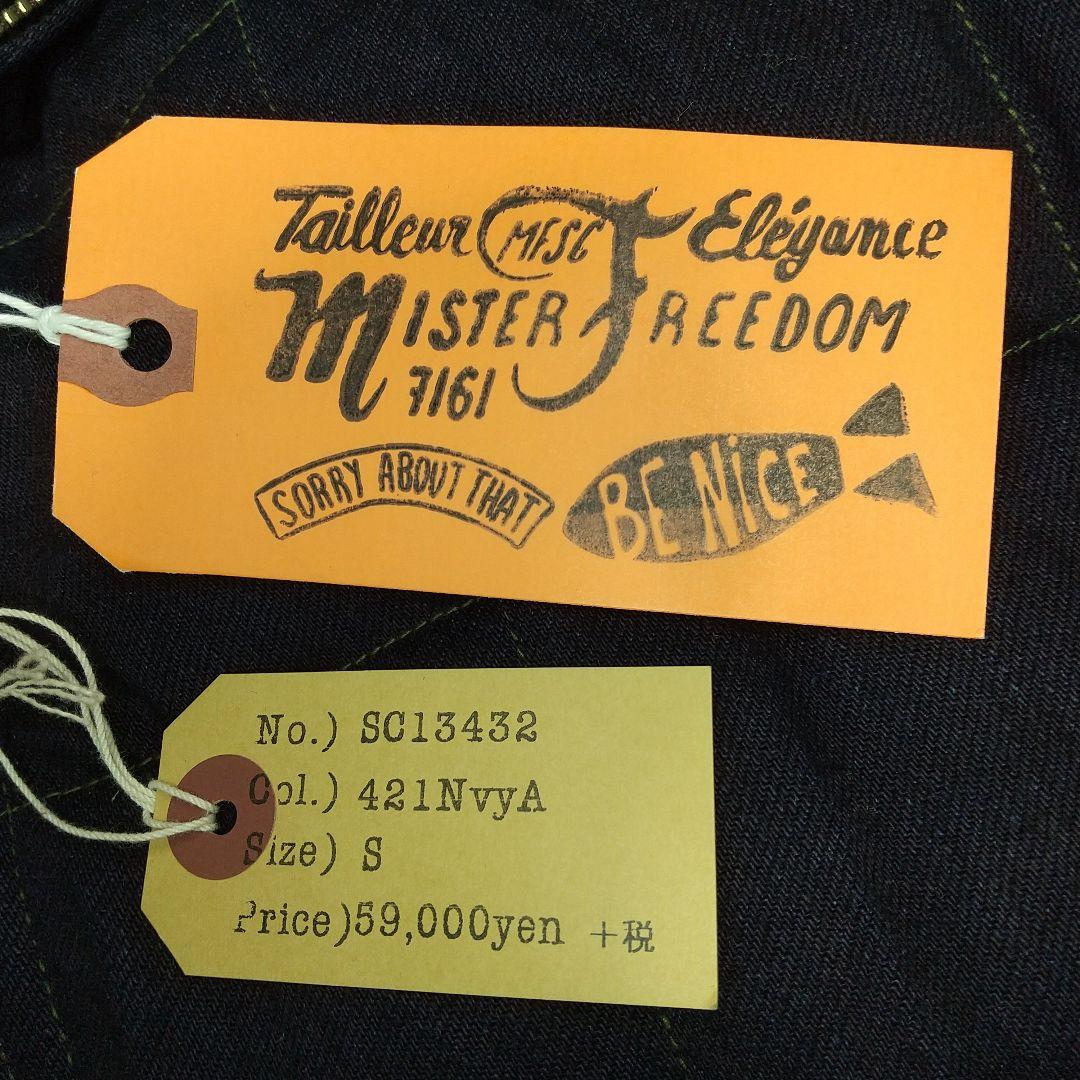 Tailleur MFSC Eléyance
MISTER FREEDOM
7161
SORRY ABOUT THAT
BE NiCE
No.) SC13432
Col.) 421NvyA
Size) S
Price)59,000yen +税